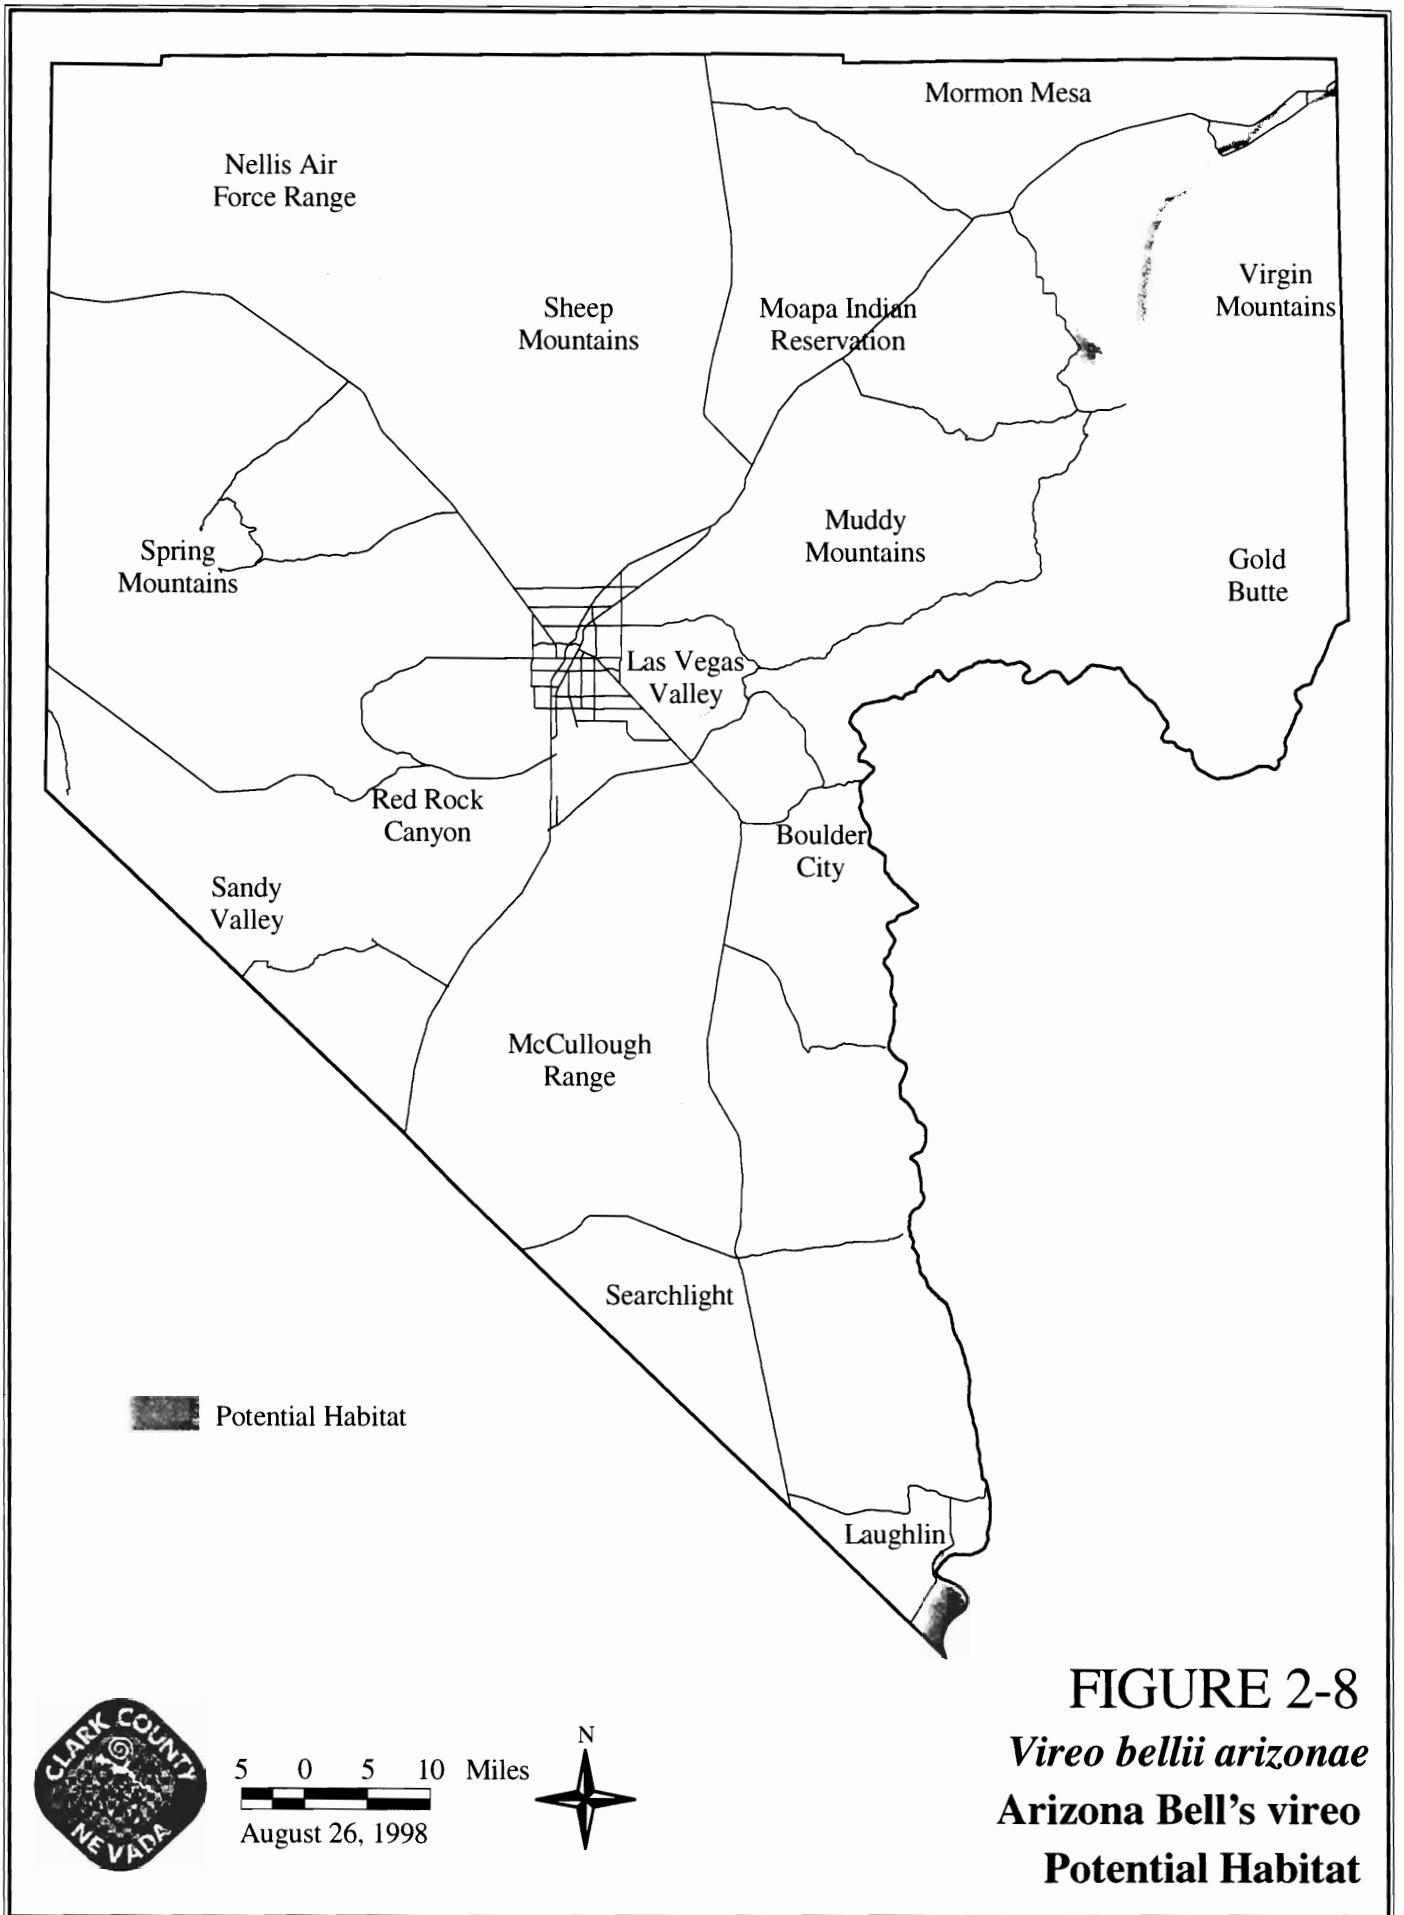 Mormon Mesa
Nellis Air
Force Range
Virgin
Mountains
Sheep
Mountains
Moapa Indian
Reservation
Muddy
Mountains
Spring
Mountains
Gold
Butte
Las Vegas
Valley
Red Rock
Canyon
Boulder
City
Sandy
Valley
McCullough
Range
Searchlight
Potential Habitat
Laughlin
FIGURE 2-8
Vireo bellii arizonae
Arizona Bell's vireo
Potential Habitat
CLARK COUNTY
NEVADA
5 0 5 10 Miles
August 26, 1998
N